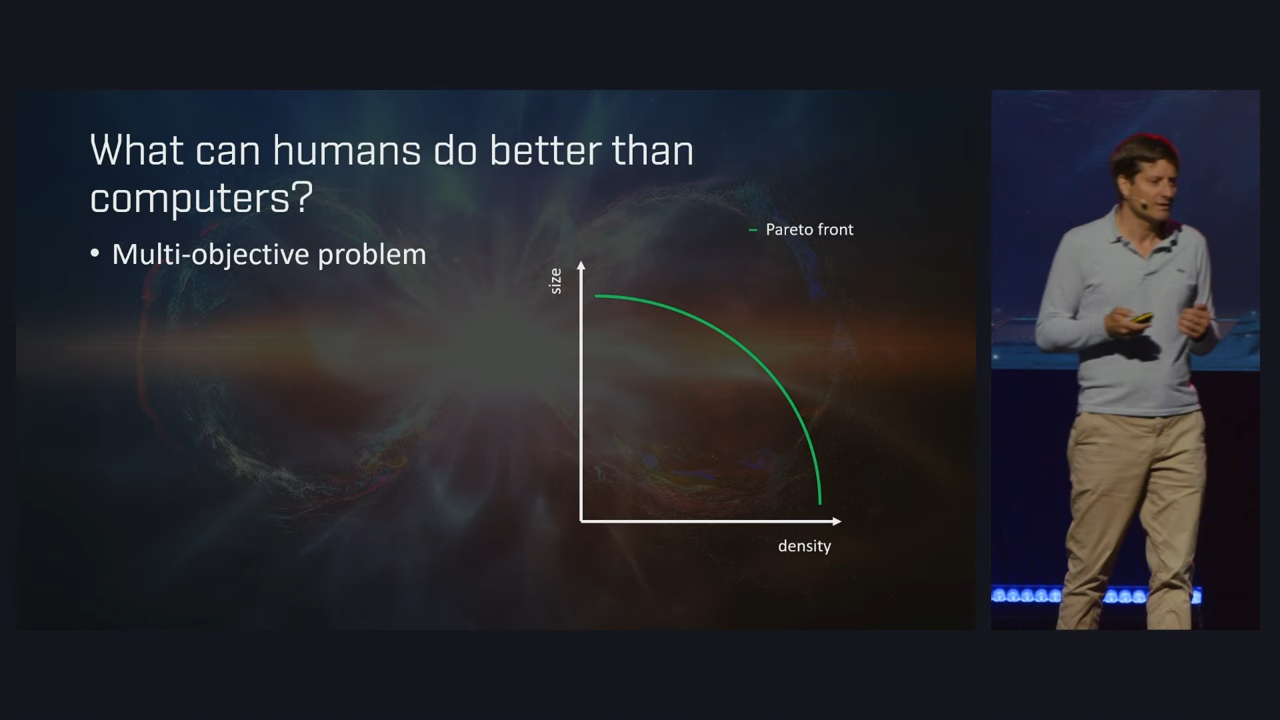 What can humans do better than
computers?
• Multi-objective problem
Pareto front
size
density